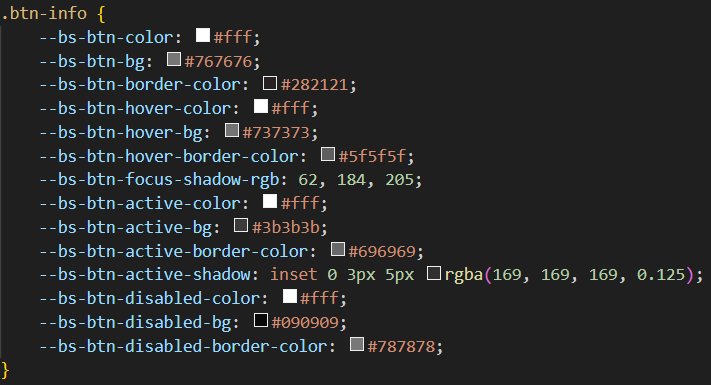 .btn-info {
    --bs-btn-color: #fff;
    --bs-btn-bg: #767676;
    --bs-btn-border-color: #282121;
    --bs-btn-hover-color: #fff;
    --bs-btn-hover-bg: #737373;
    --bs-btn-hover-border-color: #5f5f5f;
    --bs-btn-focus-shadow-rgb: 62, 184, 205;
    --bs-btn-active-color: #fff;
    --bs-btn-active-bg: #3b3b3b;
    --bs-btn-active-border-color: #696969;
    --bs-btn-active-shadow: inset 0 3px 5px rgba(169, 169, 169, 0.125);
    --bs-btn-disabled-color: #fff;
    --bs-btn-disabled-bg: #090909;
    --bs-btn-disabled-border-color: #787878;
}